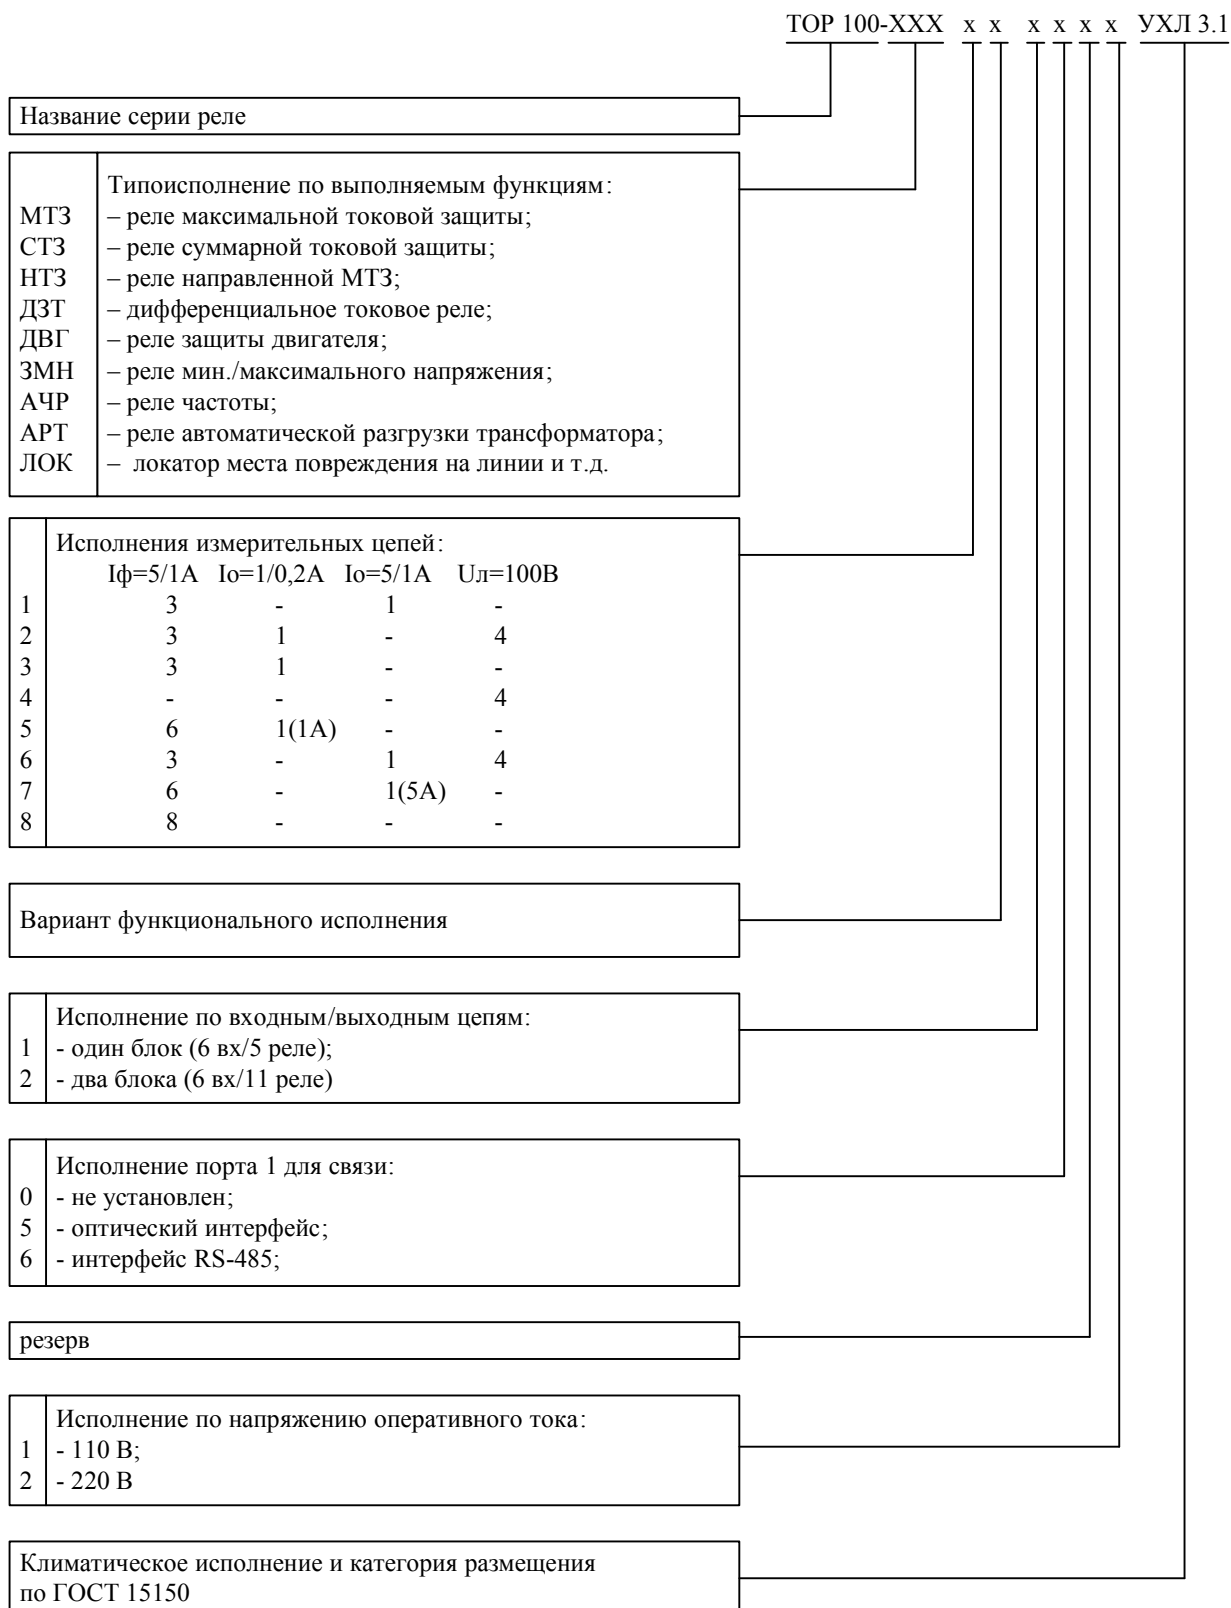 ТОР 100-ХХХ х х х х х х УХЛ 3.1
Название серии реле
Типоисполнение по выполняемым функциям:
МТЗ – реле максимальной токовой защиты;
СТЗ – реле суммарной токовой защиты;
НТЗ – реле направленной МТЗ;
ДЗТ – дифференциальное токовое реле;
ДВГ – реле защиты двигателя;
ЗМН – реле мин./максимального напряжения;
АЧР – реле частоты;
АРТ – реле автоматической разгрузки трансформатора;
ЛОК – локатор места повреждения на линии и т.д.
Исполнения измерительных цепей:
Iф=5/1А Iо=1/0,2А Iо=5/1А Uл=100В
1 3 - 1 -
2 3 1 - 4
3 3 1 - -
4 - - - 4
5 6 1(1А) - -
6 3 - 1 4
7 6 - 1(5А) -
8 8 - - -
Вариант функционального исполнения
Исполнение по входным/выходным цепям:
1 - один блок (6 вх/5 реле);
2 - два блока (6 вх/11 реле)
Исполнение порта 1 для связи:
0 - не установлен;
5 - оптический интерфейс;
6 - интерфейс RS-485;
резерв
Исполнение по напряжению оперативного тока:
1 - 110 В;
2 - 220 В
Климатическое исполнение и категория размещения
по ГОСТ 15150